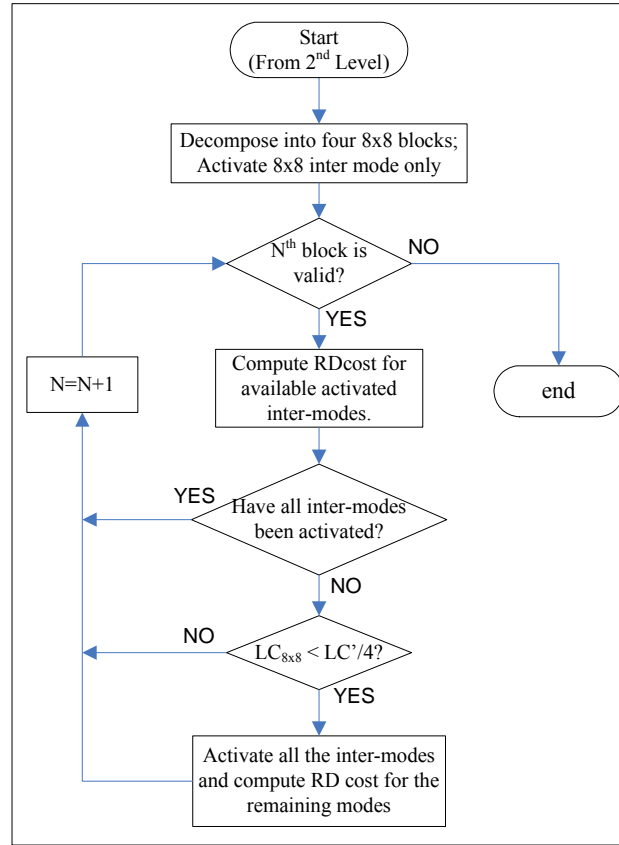 Start
(From 2nd Level)
Decompose into four 8x8 blocks;
Activate 8x8 inter mode only
Nth block is
valid?
NO
YES
Compute RDcost for
available activated
inter-modes.
N=N+1
end
YES
Have all inter-modes
been activated?
NO
NO
LC8x8 < LC’/4?
YES
Activate all the inter-modes
and compute RD cost for the
remaining modes